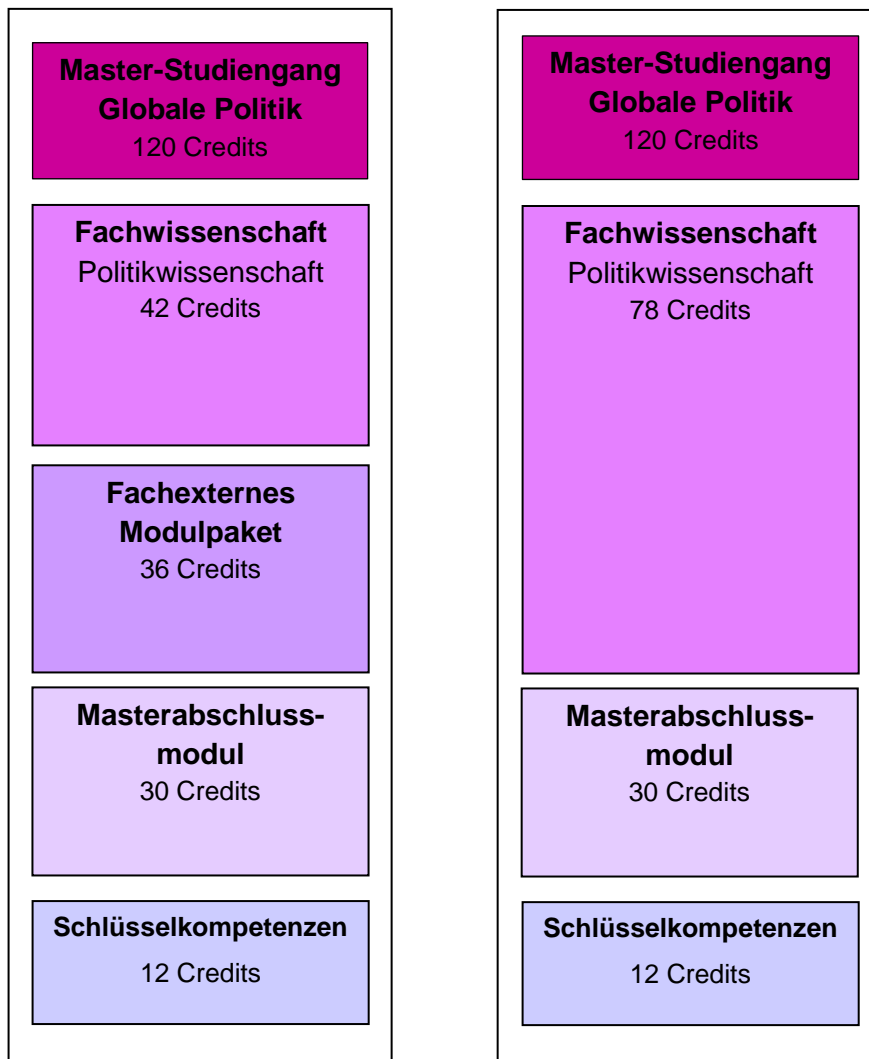 Master-Studiengang
Globale Politik
120 Credits
Fachwissenschaft
Politikwissenschaft
42 Credits
Fachexternes
Modulpaket
36 Credits
Masterabschluss-
modul
30 Credits
Schlüsselkompetenzen
12 Credits
Master-Studiengang
Globale Politik
120 Credits
Fachwissenschaft
Politikwissenschaft
78 Credits
Masterabschluss-
modul
30 Credits
Schlüsselkompetenzen
12 Credits